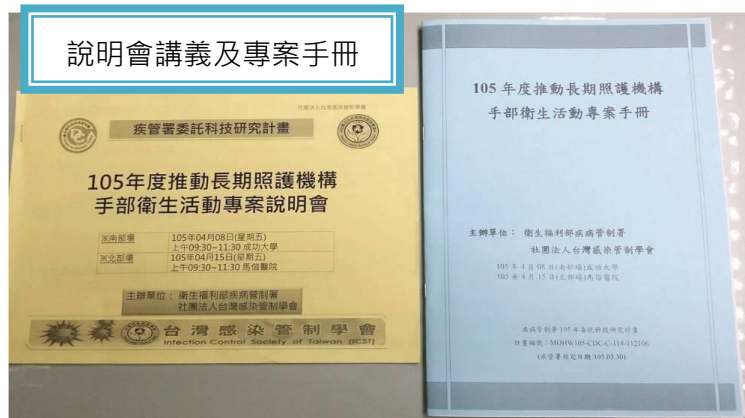 說明會講義及專案手冊
社團法人台灣感染管制學會
疾管署委託科技研究計畫
105年度推動長期照護機構
手部衛生活動專案說明會
※南部場 105年04月08日(星期五)
上午09:30~11:30 成功大學
※北部場 105年04月15日(星期五)
上午09:30~11:30 馬偕醫院
主辦單位：衛生福利部疾病管制署
社團法人台灣感染管制學會
台灣感染管制學會
Infection Control Society of Taiwan (ICST)
105 年度推動長期照護機構
手部衛生活動專案手冊
主辦單位： 衛生福利部疾病管制署
社團法人台灣感染管制學會
105 年 4 月 08 日(南部場)成功大學
105 年 4 月 15 日(北部場)馬偕醫院
疾病管制署 105 年委託科技研究計畫
計畫編號：MOHW105-CDC-C-114-112106
(疾管署核定日期:105.03.30)